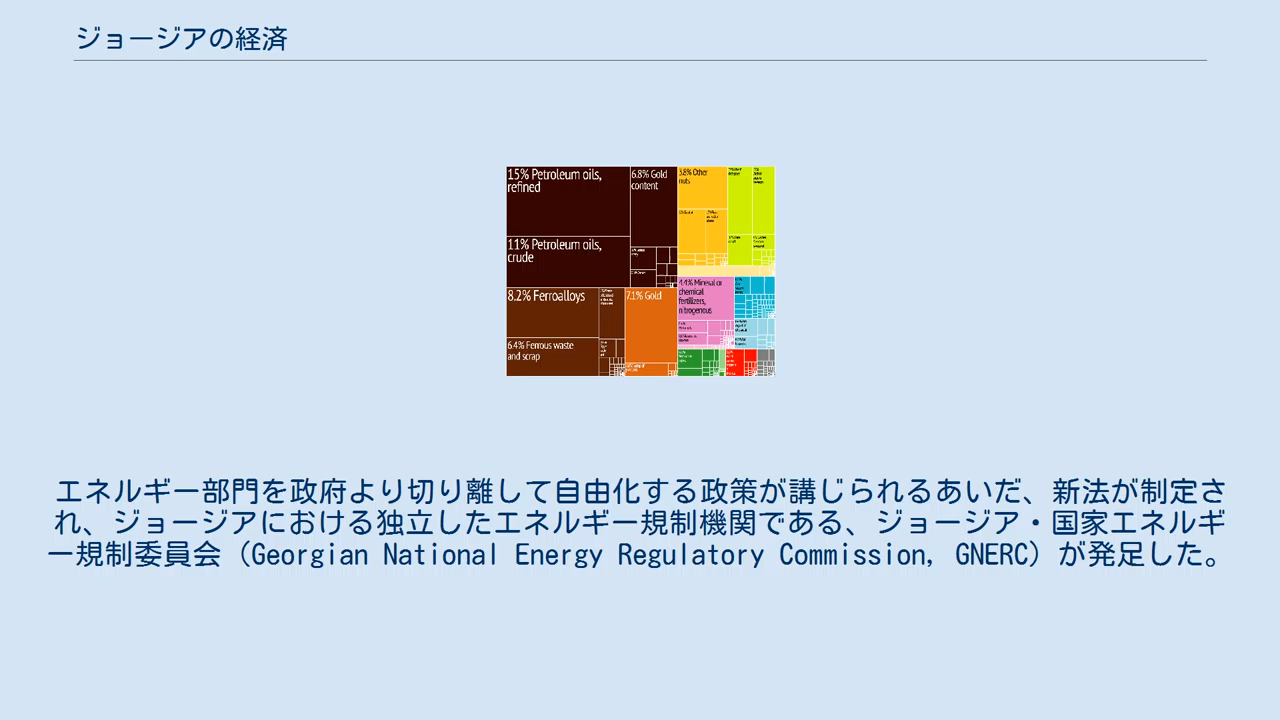 ジョージアの経済
15% Petroleum oils,
refined
6.8% Gold
content
3.8% Other
nuts
11% Petroleum oils,
crude
4.4% Mineral or
chemical
fertilizers,
nitrogenous
8.2% Ferroalloys
7.1% Gold
6.4% Ferrous waste
and scrap
エネルギー部門を政府より切り離して自由化する政策が講じられるあいだ、新法が制定さ
れ、ジョージアにおける独立したエネルギー規制機関である、ジョージア・国家エネルギ
ー規制委員会（Georgian National Energy Regulatory Commission, GNERC）が発足した。